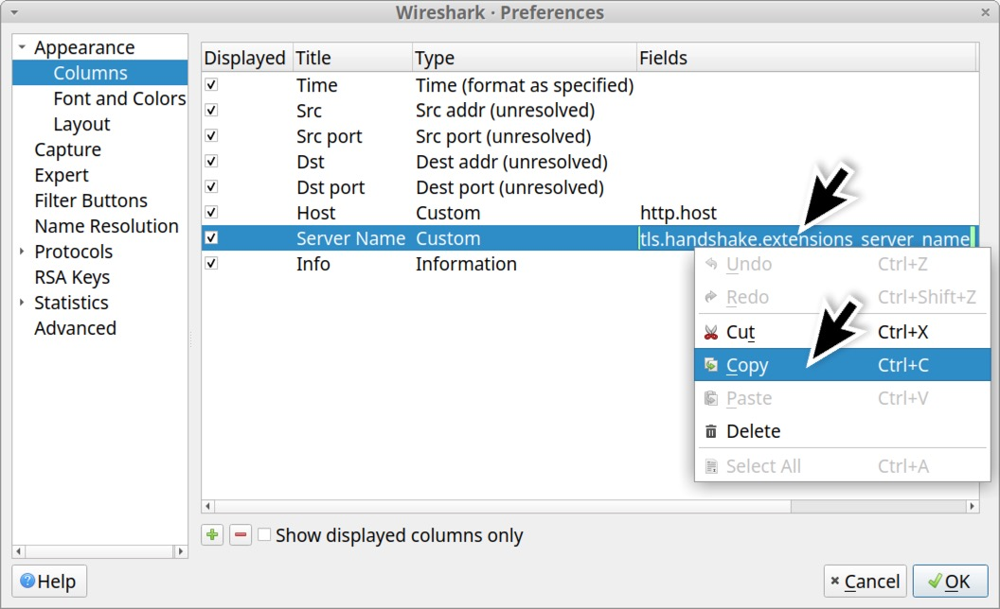 Wireshark · Preferences
Appearance
Columns
Font and Colors
Layout
Capture
Expert
Filter Buttons
Name Resolution
Protocols
RSA Keys
Statistics
Advanced
Displayed Title Type Fields
Time Time (format as specified)
Src Src addr (unresolved)
Src port Src port (unresolved)
Dst Dest addr (unresolved)
Dst port Dest port (unresolved)
Host Custom http.host
Server Name Custom tls.handshake.extensions_server_name
Info Information
Undo Ctrl+Z
Redo Ctrl+Shift+Z
Cut Ctrl+X
Copy Ctrl+C
Paste Ctrl+V
Delete
Select All Ctrl+A
Show displayed columns only
Help Cancel OK